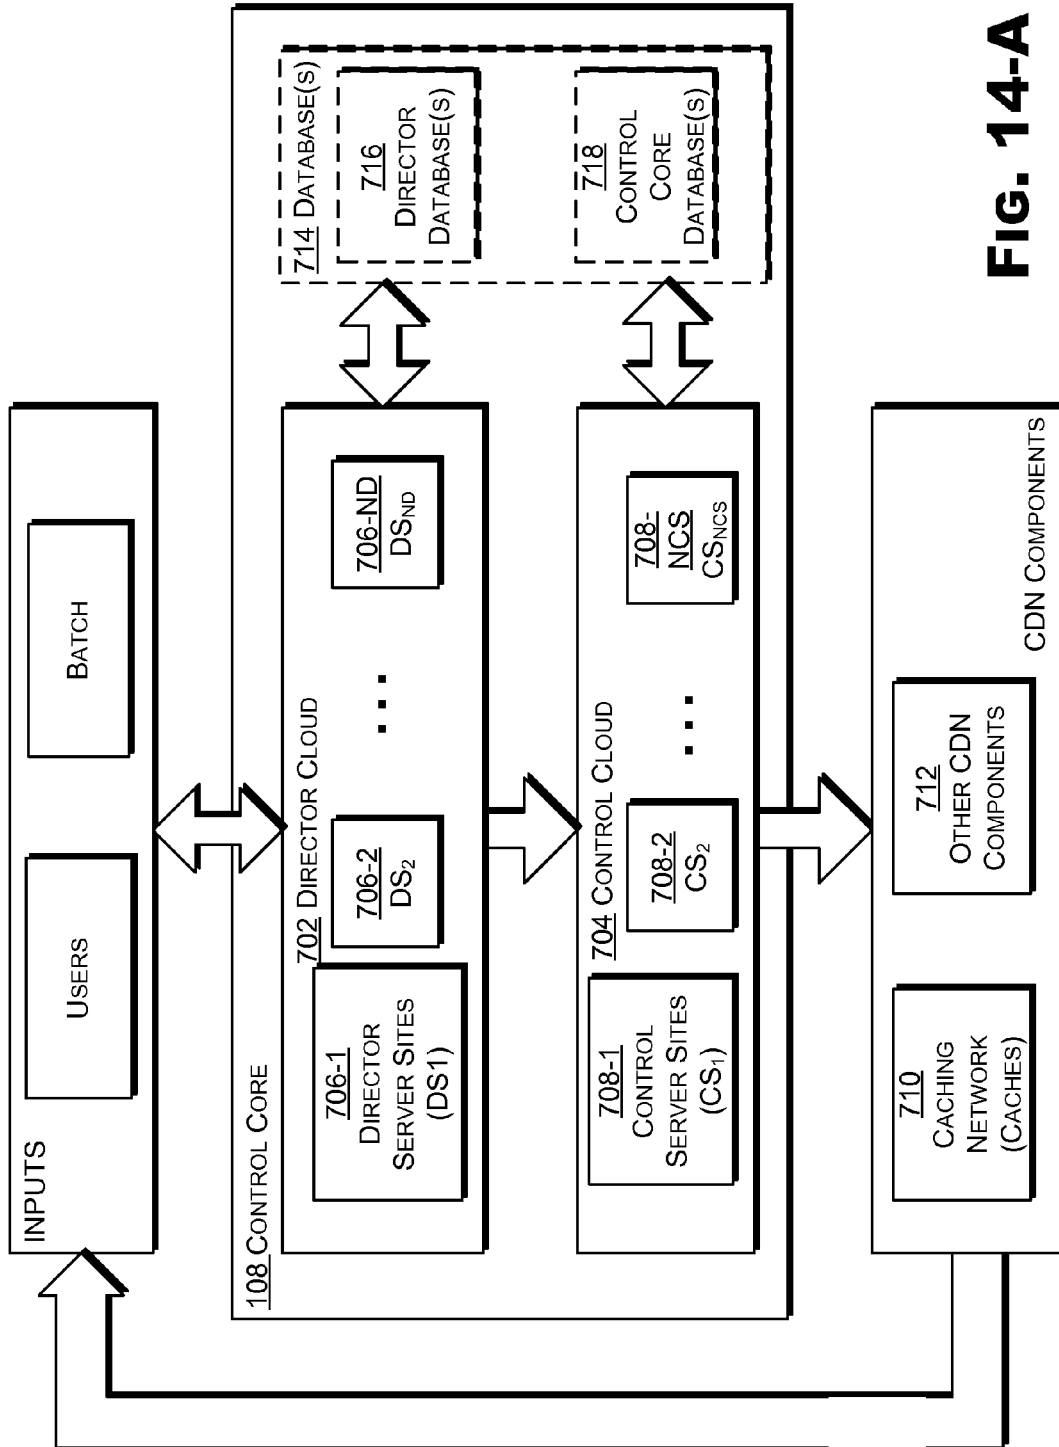 INPUTS
USERS
BATCH
108 CONTROL CORE
702 DIRECTOR CLOUD
706-1
DIRECTOR
SERVER SITES
(DS1)
706-2
DS2
...
706-ND
DSND
714 DATABASE(S)
716
DIRECTOR
DATABASE(S)
704 CONTROL CLOUD
708-1
CONTROL
SERVER SITES
(CS1)
708-2
CS2
...
708-
NCS
CSNCS
718
CONTROL
CORE
DATABASE(S)
710
CACHING
NETWORK
(CACHES)
712
OTHER CDN
COMPONENTS
CDN COMPONENTS
FIG. 14-A